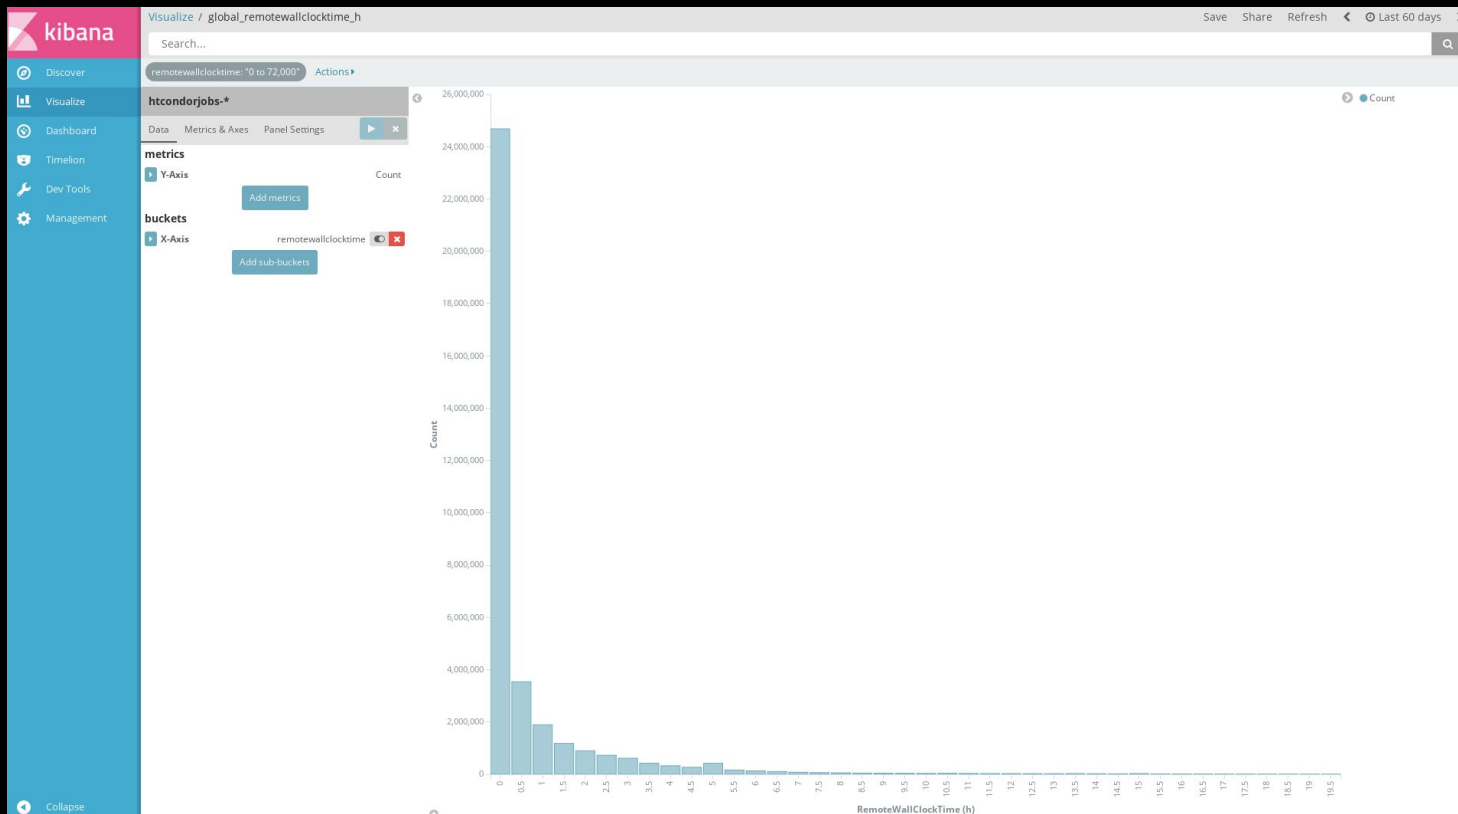 kibana
Discover
Visualize
Dashboard
Timelion
Dev Tools
Management
Collapse
Visualize / global_remotewallclocktime_h
Save Share Refresh Last 60 days
Search...
remotewallclocktime: "0 to 72,000" Actions
htcondorjobs-*
Data Metrics & Axes Panel Settings
metrics
Y-Axis Count
Add metrics
buckets
X-Axis remotewallclocktime
Add sub-buckets
Count
26,000,000
24,000,000
22,000,000
20,000,000
18,000,000
16,000,000
14,000,000
12,000,000
10,000,000
8,000,000
6,000,000
4,000,000
2,000,000
0
Count
0 0.5 1 1.5 2 2.5 3 3.5 4 4.5 5 5.5 6 6.5 7 7.5 8 8.5 9 9.5 10 10.5 11 11.5 12 12.5 13 13.5 14 14.5 15 15.5 16 16.5 17 17.5 18 18.5 19 19.5
RemoteWallClockTime (h)